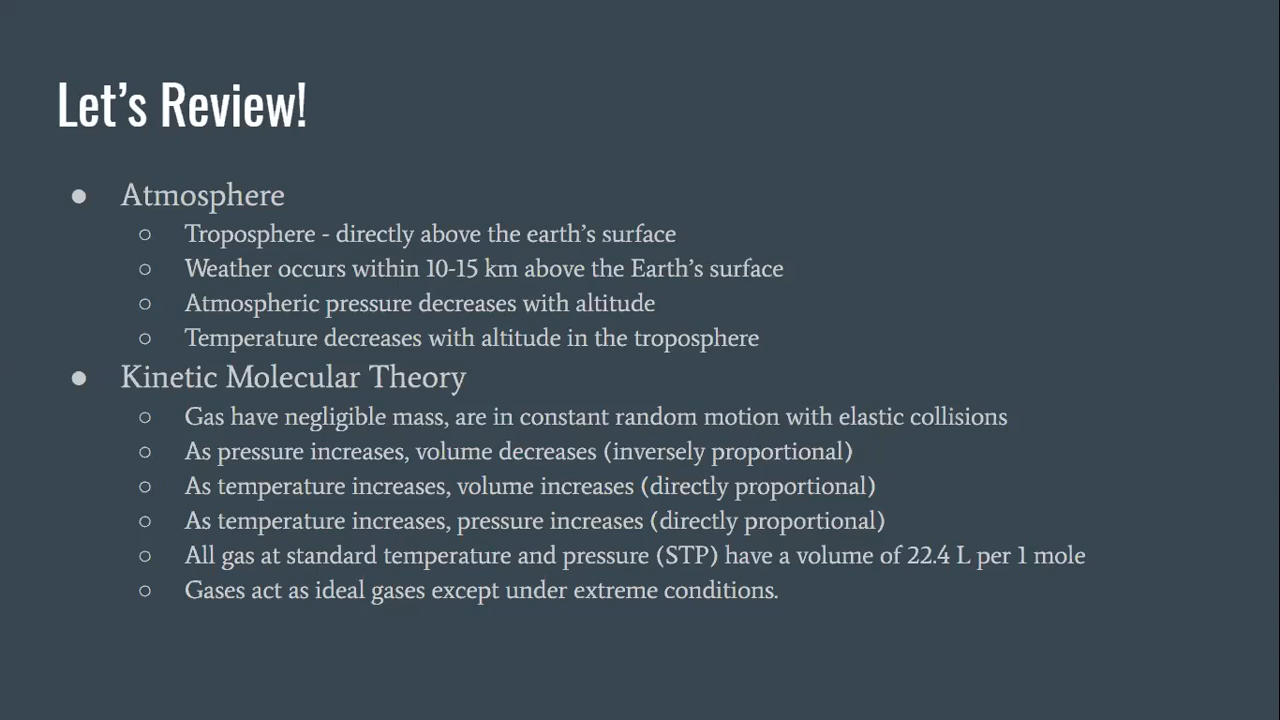 Let's Review!
● Atmosphere
○ Troposphere - directly above the earth's surface
○ Weather occurs within 10-15 km above the Earth's surface
○ Atmospheric pressure decreases with altitude
○ Temperature decreases with altitude in the troposphere
● Kinetic Molecular Theory
○ Gas have negligible mass, are in constant random motion with elastic collisions
○ As pressure increases, volume decreases (inversely proportional)
○ As temperature increases, volume increases (directly proportional)
○ As temperature increases, pressure increases (directly proportional)
○ All gas at standard temperature and pressure (STP) have a volume of 22.4 L per 1 mole
○ Gases act as ideal gases except under extreme conditions.